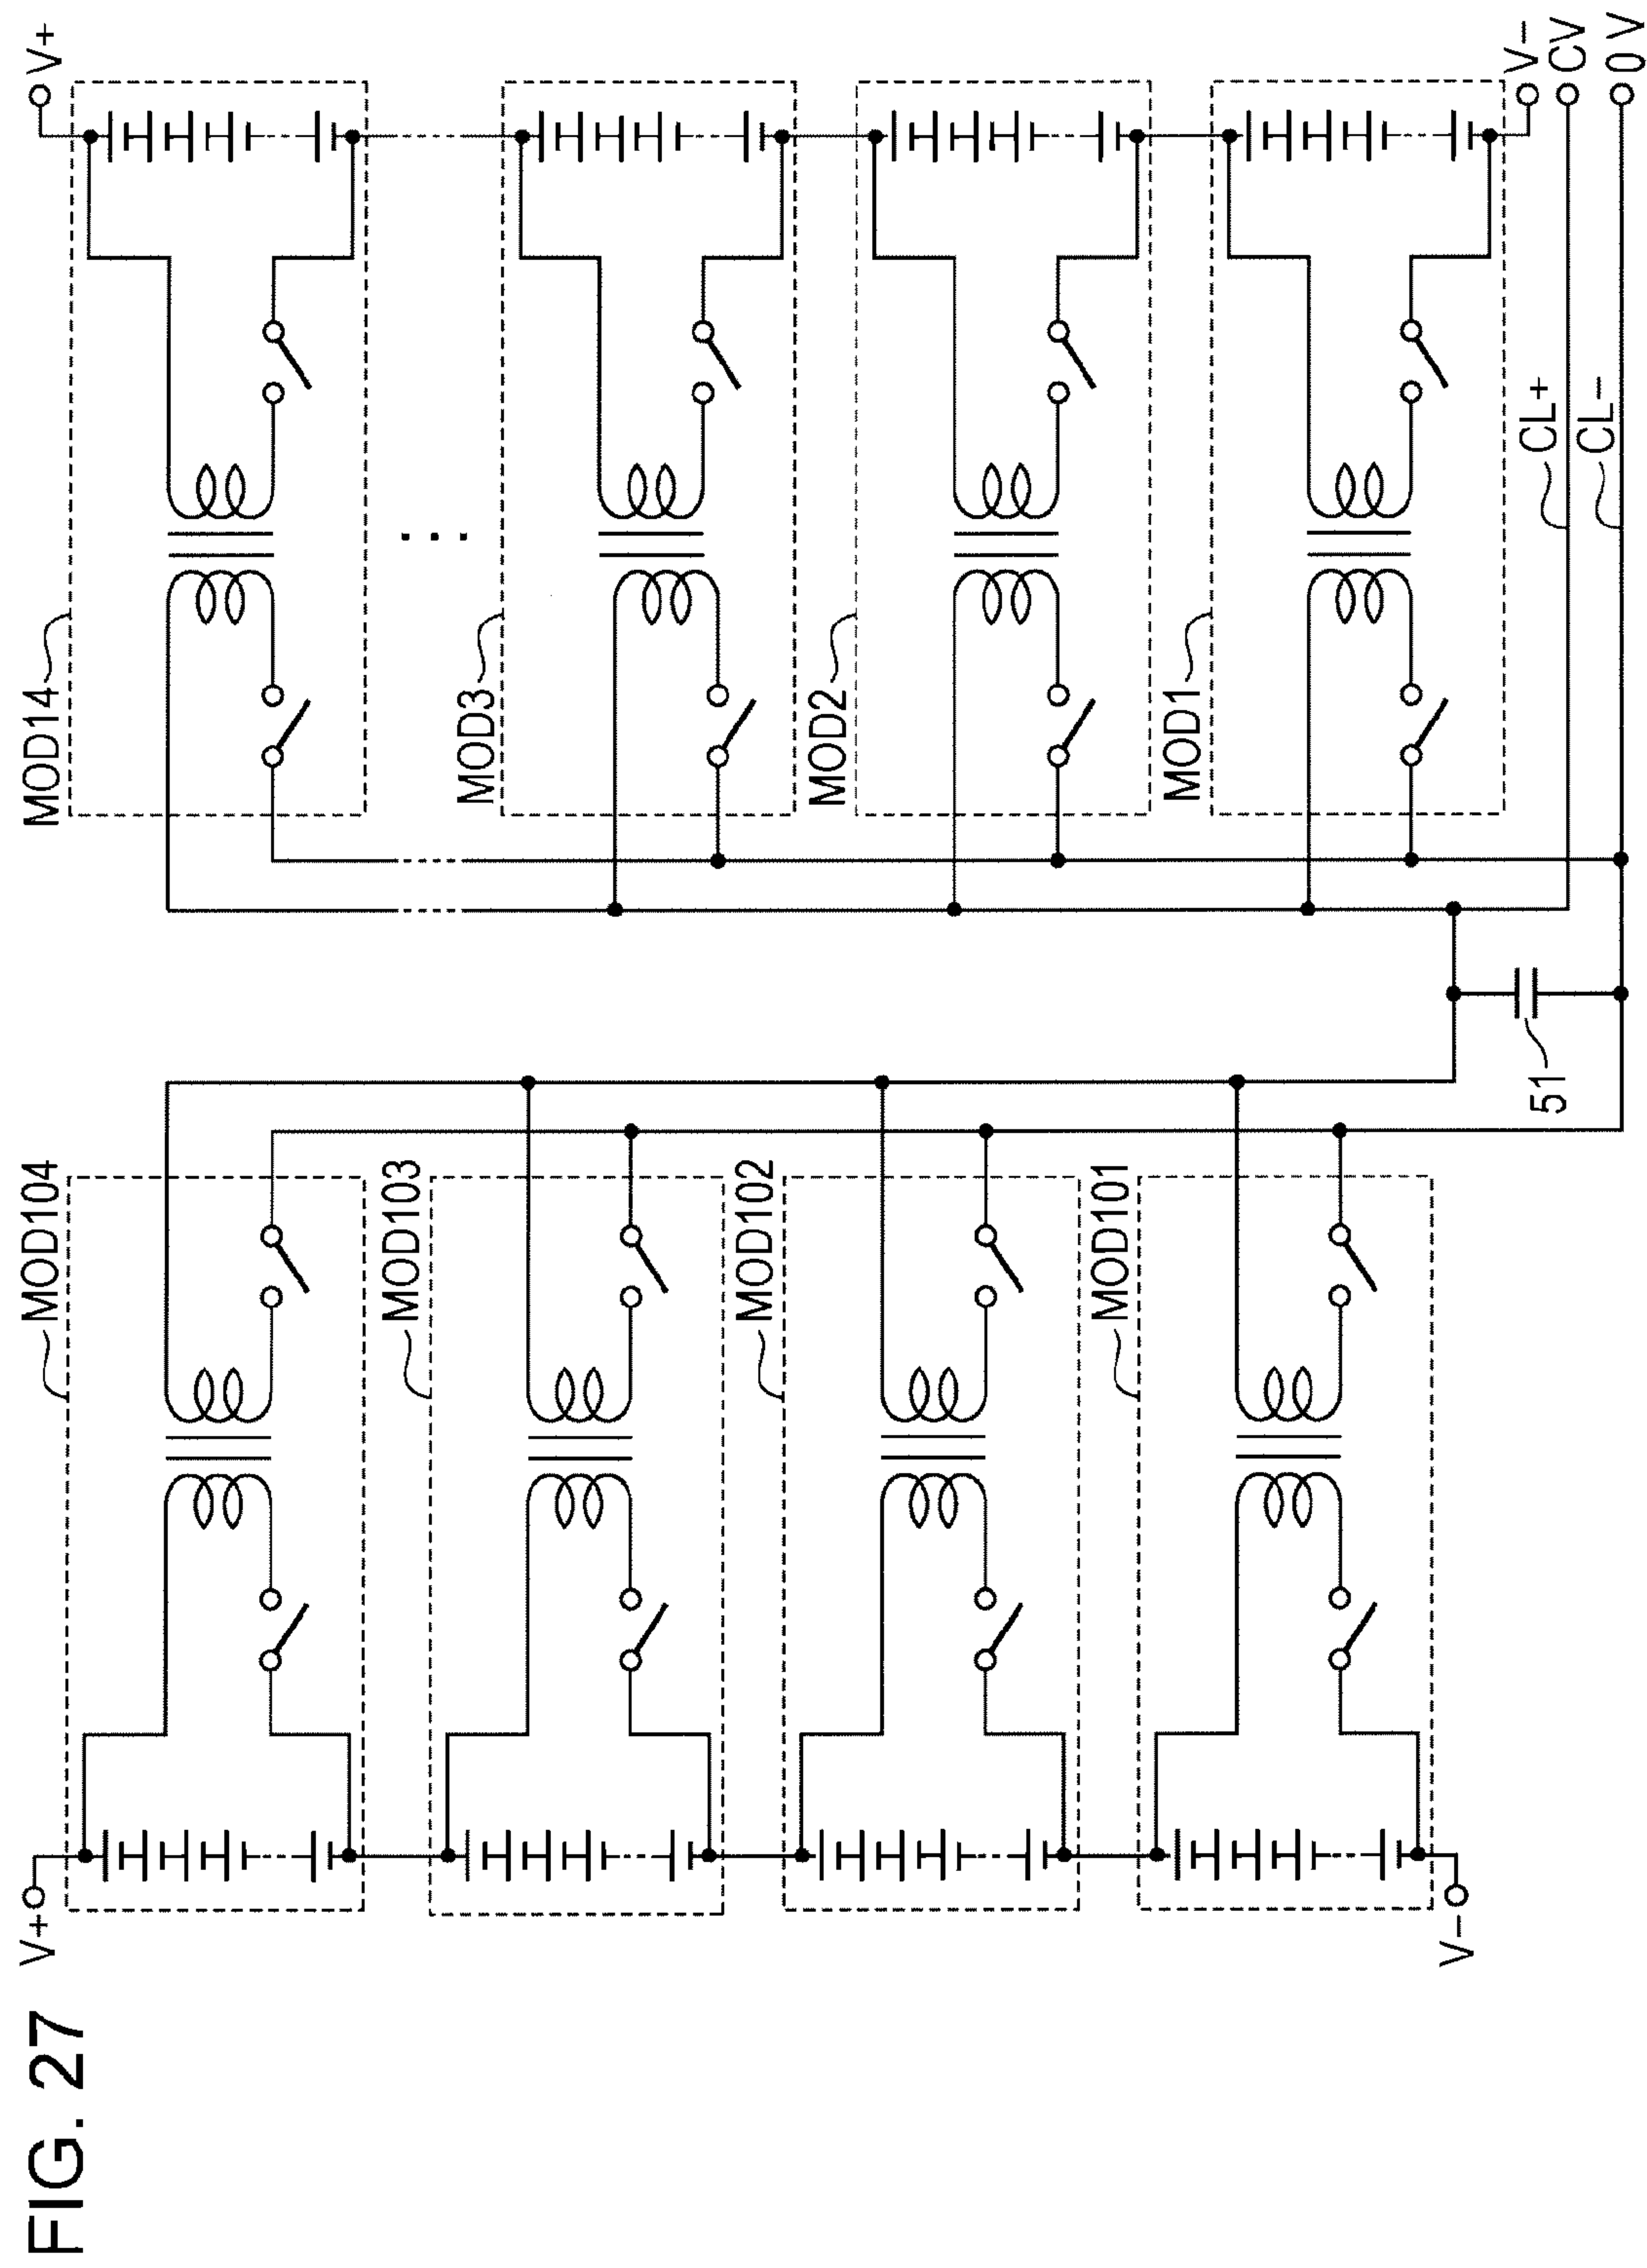 FIG. 27
V+
V+
MOD104
MOD14
MOD103
MOD3
MOD102
MOD2
MOD101
MOD1
V−
V−
51
CL+
CL−
CV
0 V